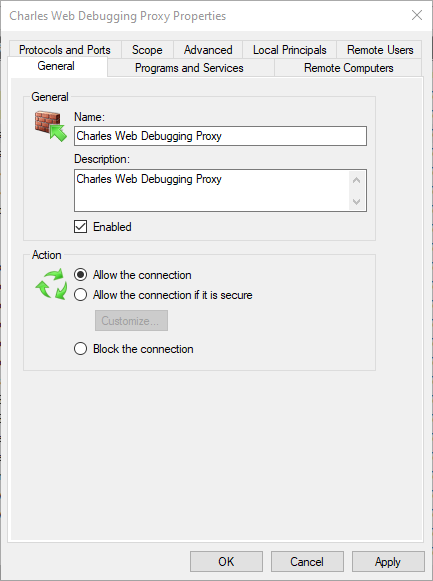 Charles Web Debugging Proxy Properties
Protocols and Ports Scope Advanced Local Principals Remote Users
General Programs and Services Remote Computers
General
Name:
Charles Web Debugging Proxy
Description:
Charles Web Debugging Proxy
Enabled
Action
Allow the connection
Allow the connection if it is secure
Customize...
Block the connection
OK Cancel Apply